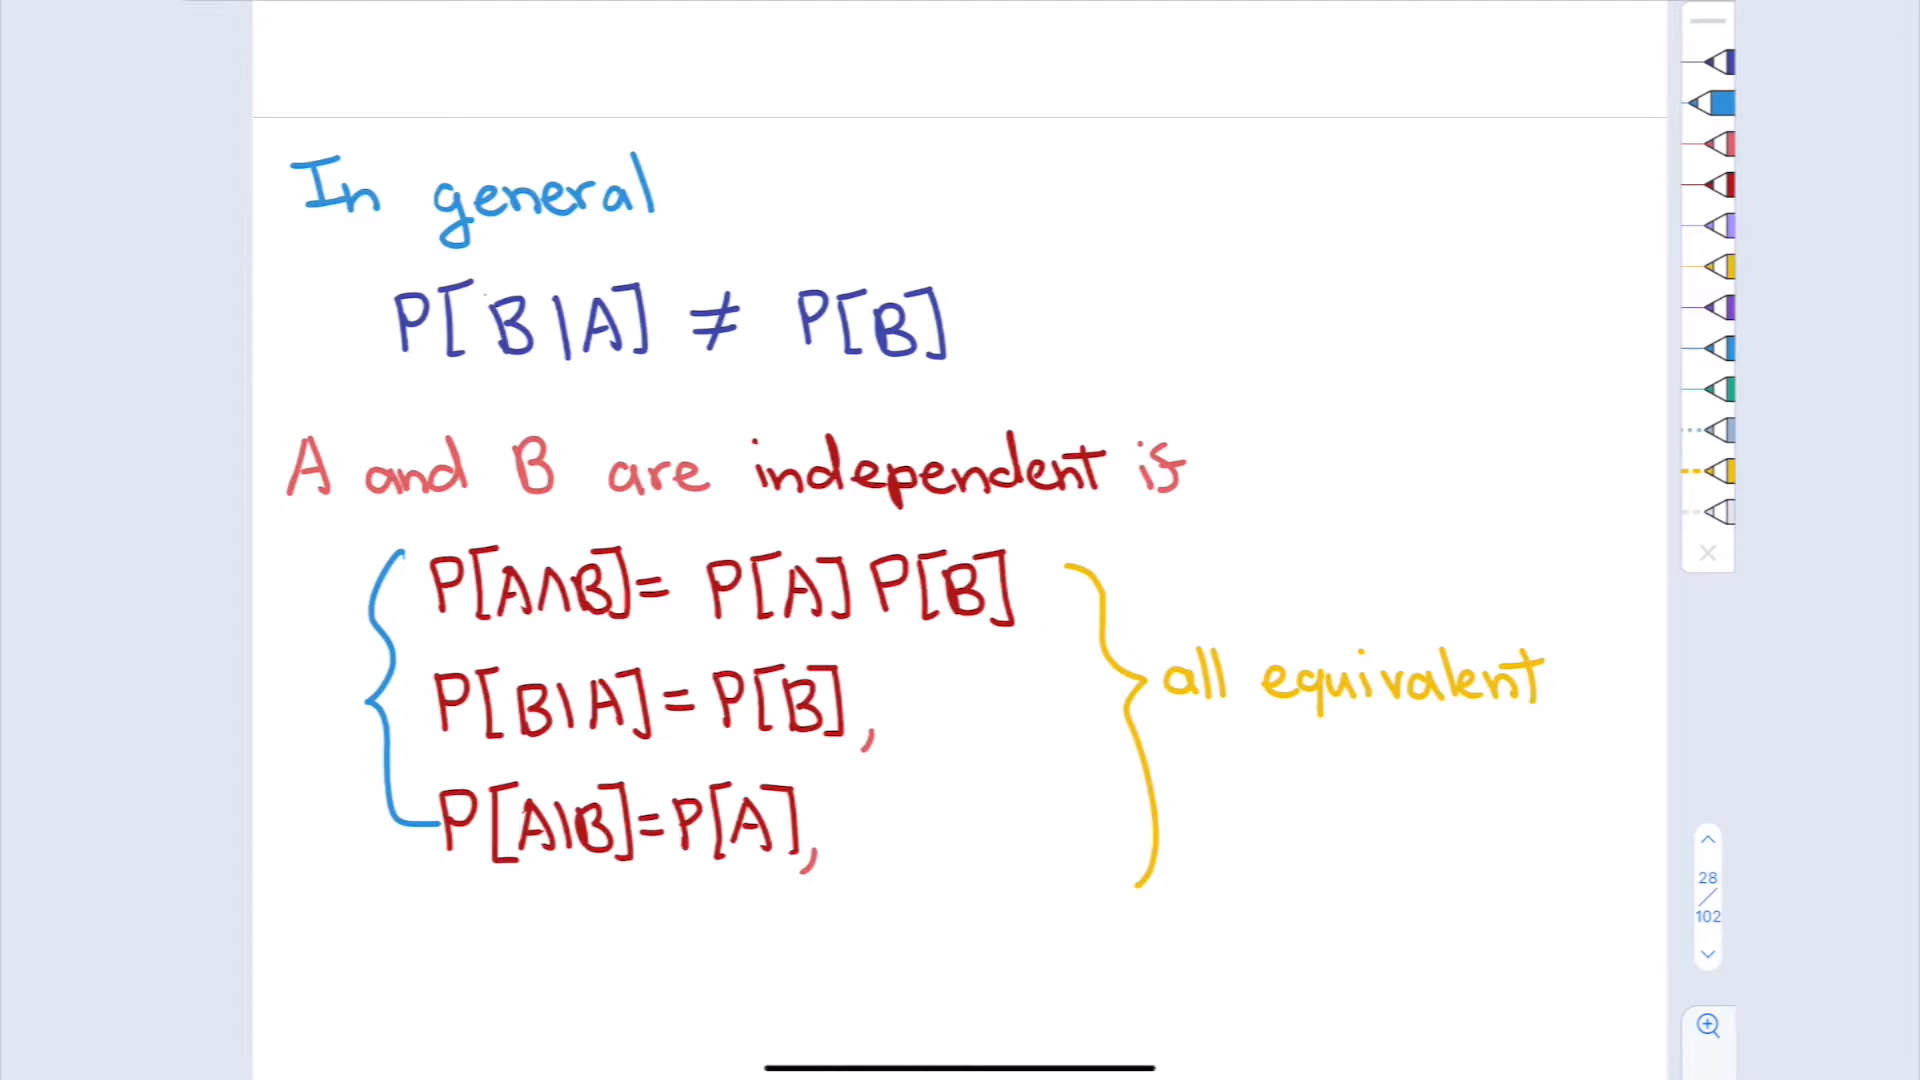 In general
P[B|A] ≠ P[B]
A and B are independent if
P[A∧B] = P[A] P[B]
P[B|A] = P[B],
P[A|B] = P[A],
all equivalent
28
/
102